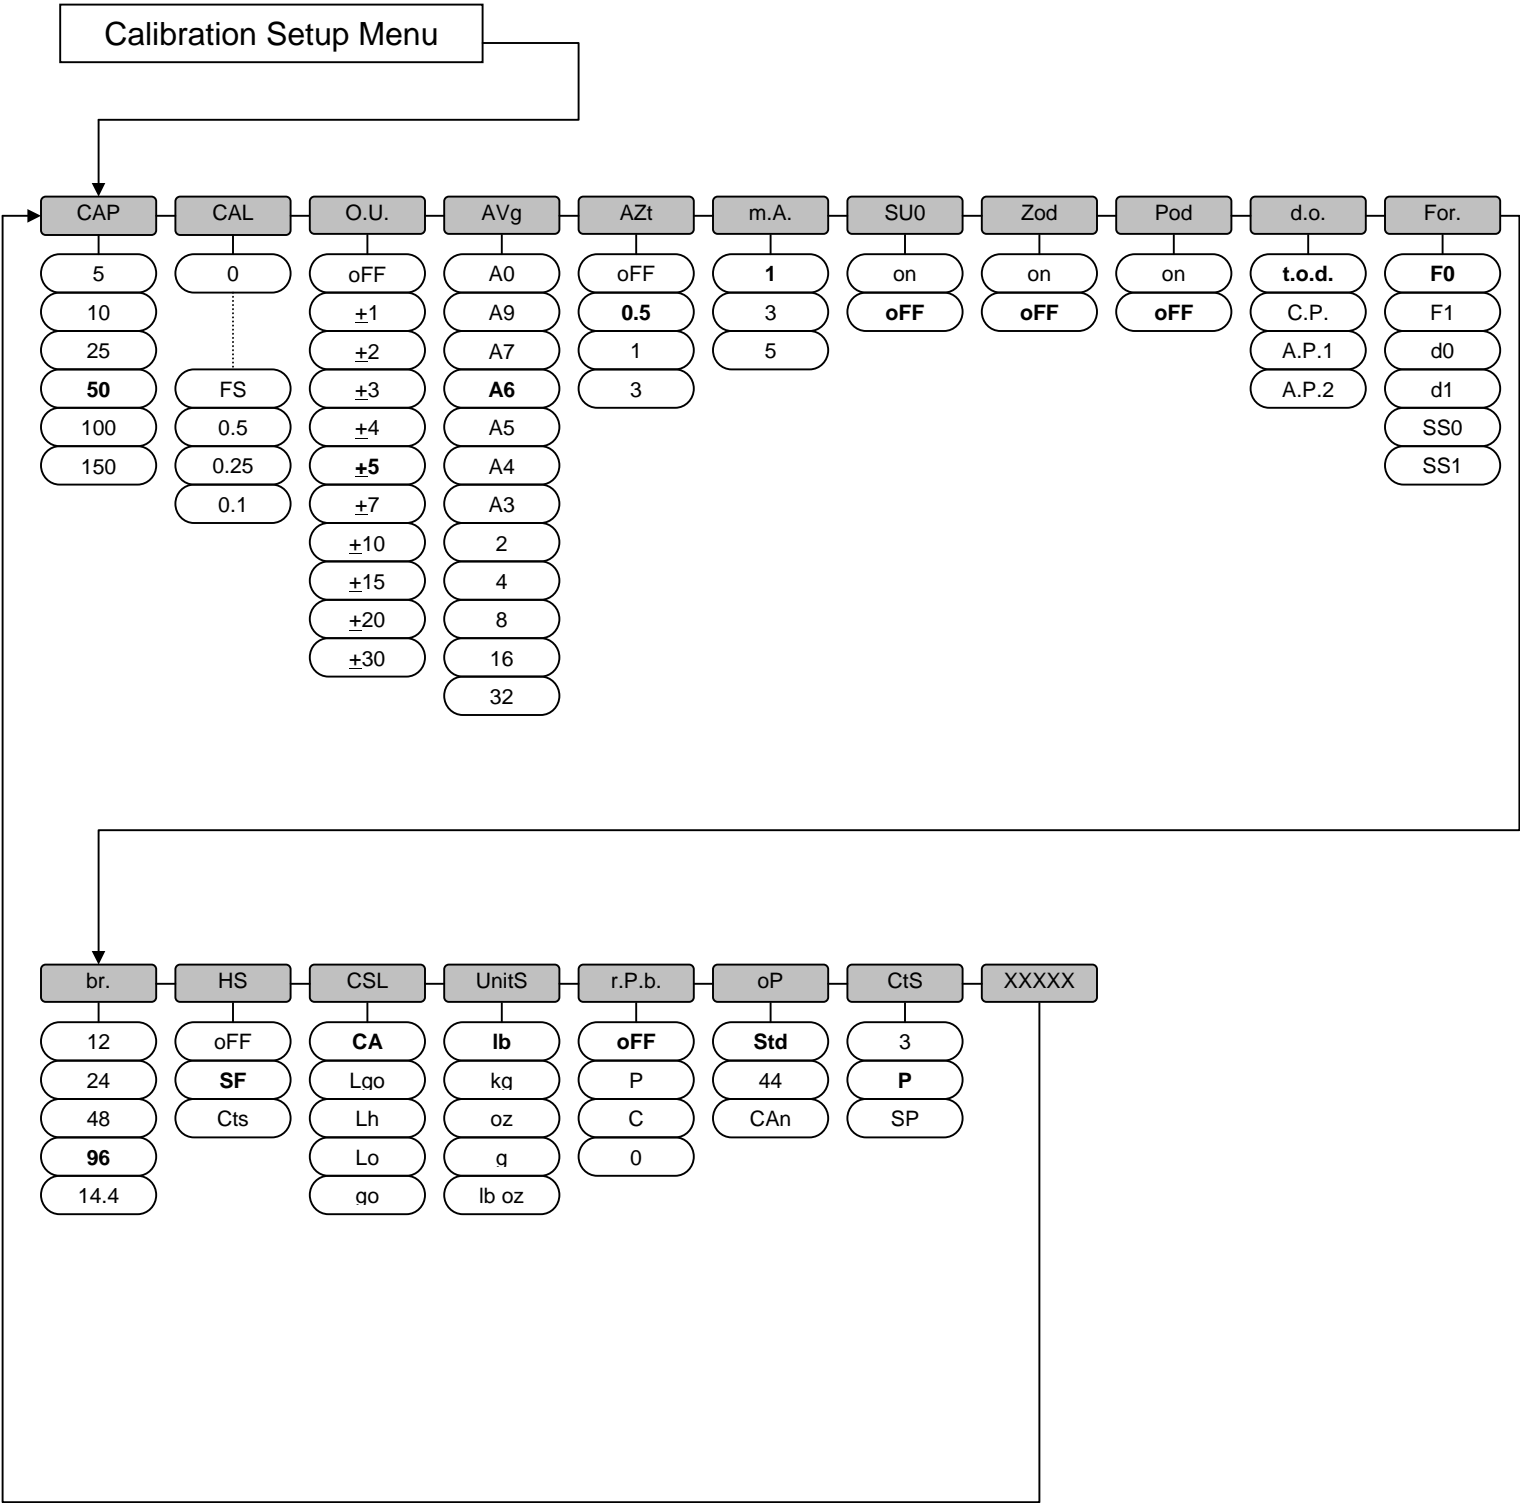 Calibration Setup Menu
CAP CAL O.U. AVg AZt m.A. SU0 Zod Pod d.o. For.
5 0 oFF A0 oFF 1 on on on t.o.d. F0
10 ±1 A9 0.5 3 oFF oFF oFF C.P. F1
25 ±2 A7 1 5 A.P.1 d0
50 FS ±3 A6 3 A.P.2 d1
100 0.5 ±4 A5 SS0
150 0.25 ±5 A4 SS1
0.1 ±7 A3
±10 2
±15 4
±20 8
±30 16
32
br. HS CSL UnitS r.P.b. oP CtS XXXXX
12 oFF CA lb oFF Std 3
24 SF Lgo kg P 44 P
48 Cts Lh oz C CAn SP
96 Lo g 0
14.4 go lb oz